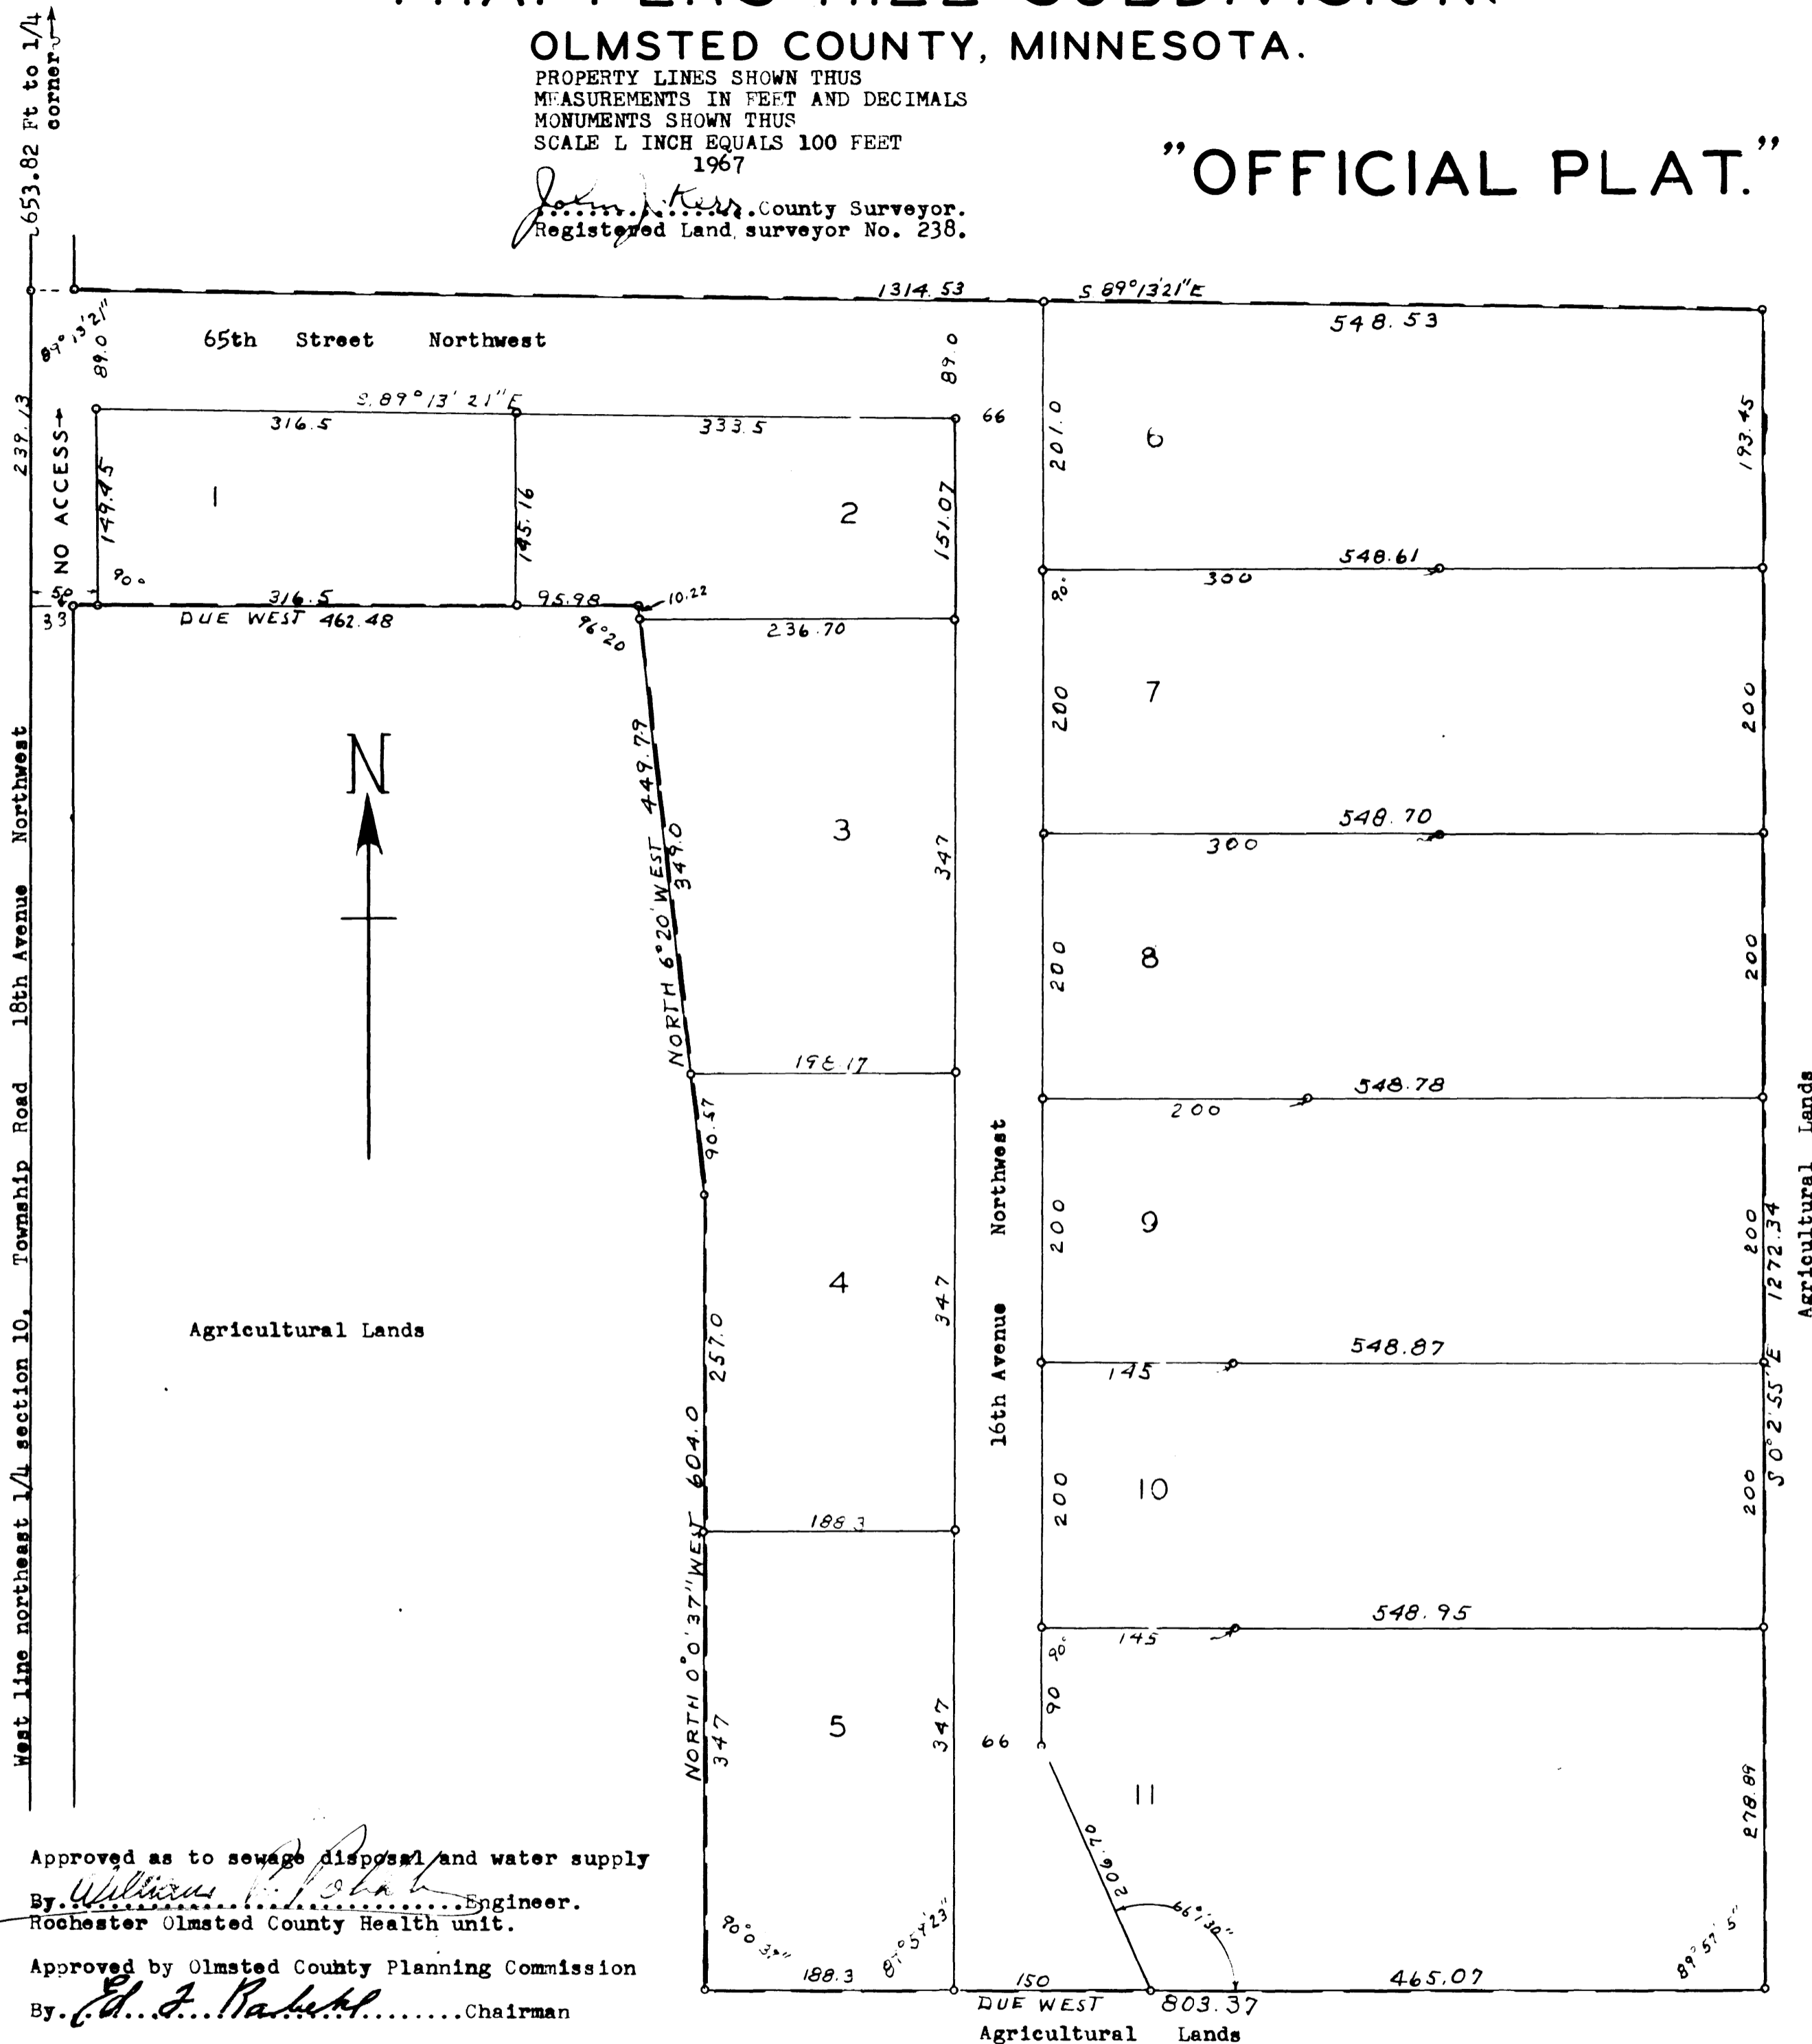 653.82 Ft to 1/4
corner
OLMSTED COUNTY, MINNESOTA.
PROPERTY LINES SHOWN THUS
MEASUREMENTS IN FEET AND DECIMALS
MONUMENTS SHOWN THUS
SCALE L INCH EQUALS 100 FEET
1967
"OFFICIAL PLAT."
John J. Kerr County Surveyor.
Registered Land surveyor No. 238.
1314.53
S 89°13'21"E
548.53
89°13'21"
89.0
65th Street Northwest
89.0
239.13
NO ACCESS
S. 89°13'21"E
316.5
333.5
66
201.0
6
193.45
149.45
1
145.16
2
151.07
548.61
300
90°
90°
50
33
316.5
95.98
10.22
DUE WEST 462.48
96°20
236.70
N
200
7
200
NORTH 6°20'WEST 449.79
349.0
3
347
548.70
300
200
8
200
198.17
548.78
200
90.57
16th Avenue Northwest
200
9
200
S 0°2'55"E 1272.34
Agricultural Lands
West line northeast 1/4 section 10, Township Road 18th Avenue Northwest
Agricultural Lands
257.0
4
347
548.87
145
NORTH 0°0'37"WEST 604.0
188.3
200
10
200
548.95
145
90°
90
347
5
347
66
11
278.89
206.70
66°1'30"
89°57'5"
188.3
150
465.07
DUE WEST 803.37
Agricultural Lands
Approved as to sewage disposal and water supply
By. Engineer.
Rochester Olmsted County Health unit.
Approved by Olmsted County Planning Commission
By. Chairman